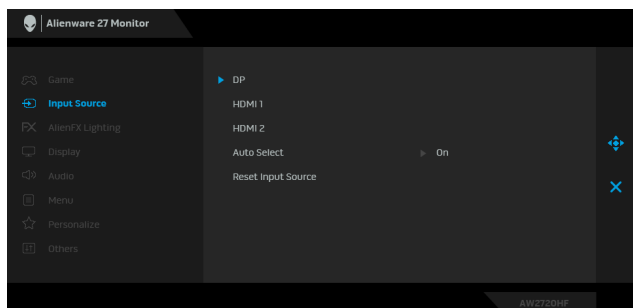 Alienware 27 Monitor
Game
Input Source
FX AlienFX Lighting
Display
Audio
Menu
Personalize
Others
DP
HDMI 1
HDMI 2
Auto Select On
Reset Input Source
AW2720HF